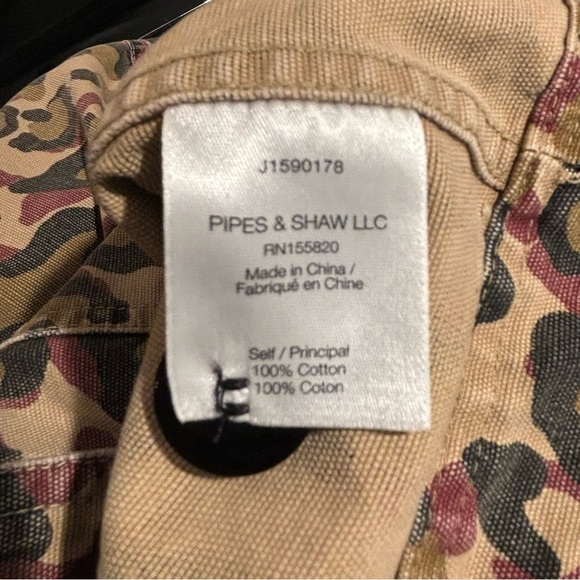 J1590178
PIPES & SHAW LLC
RN155820
Made in China /
Fabriqué en Chine
Self / Principal
100% Cotton
100% Coton